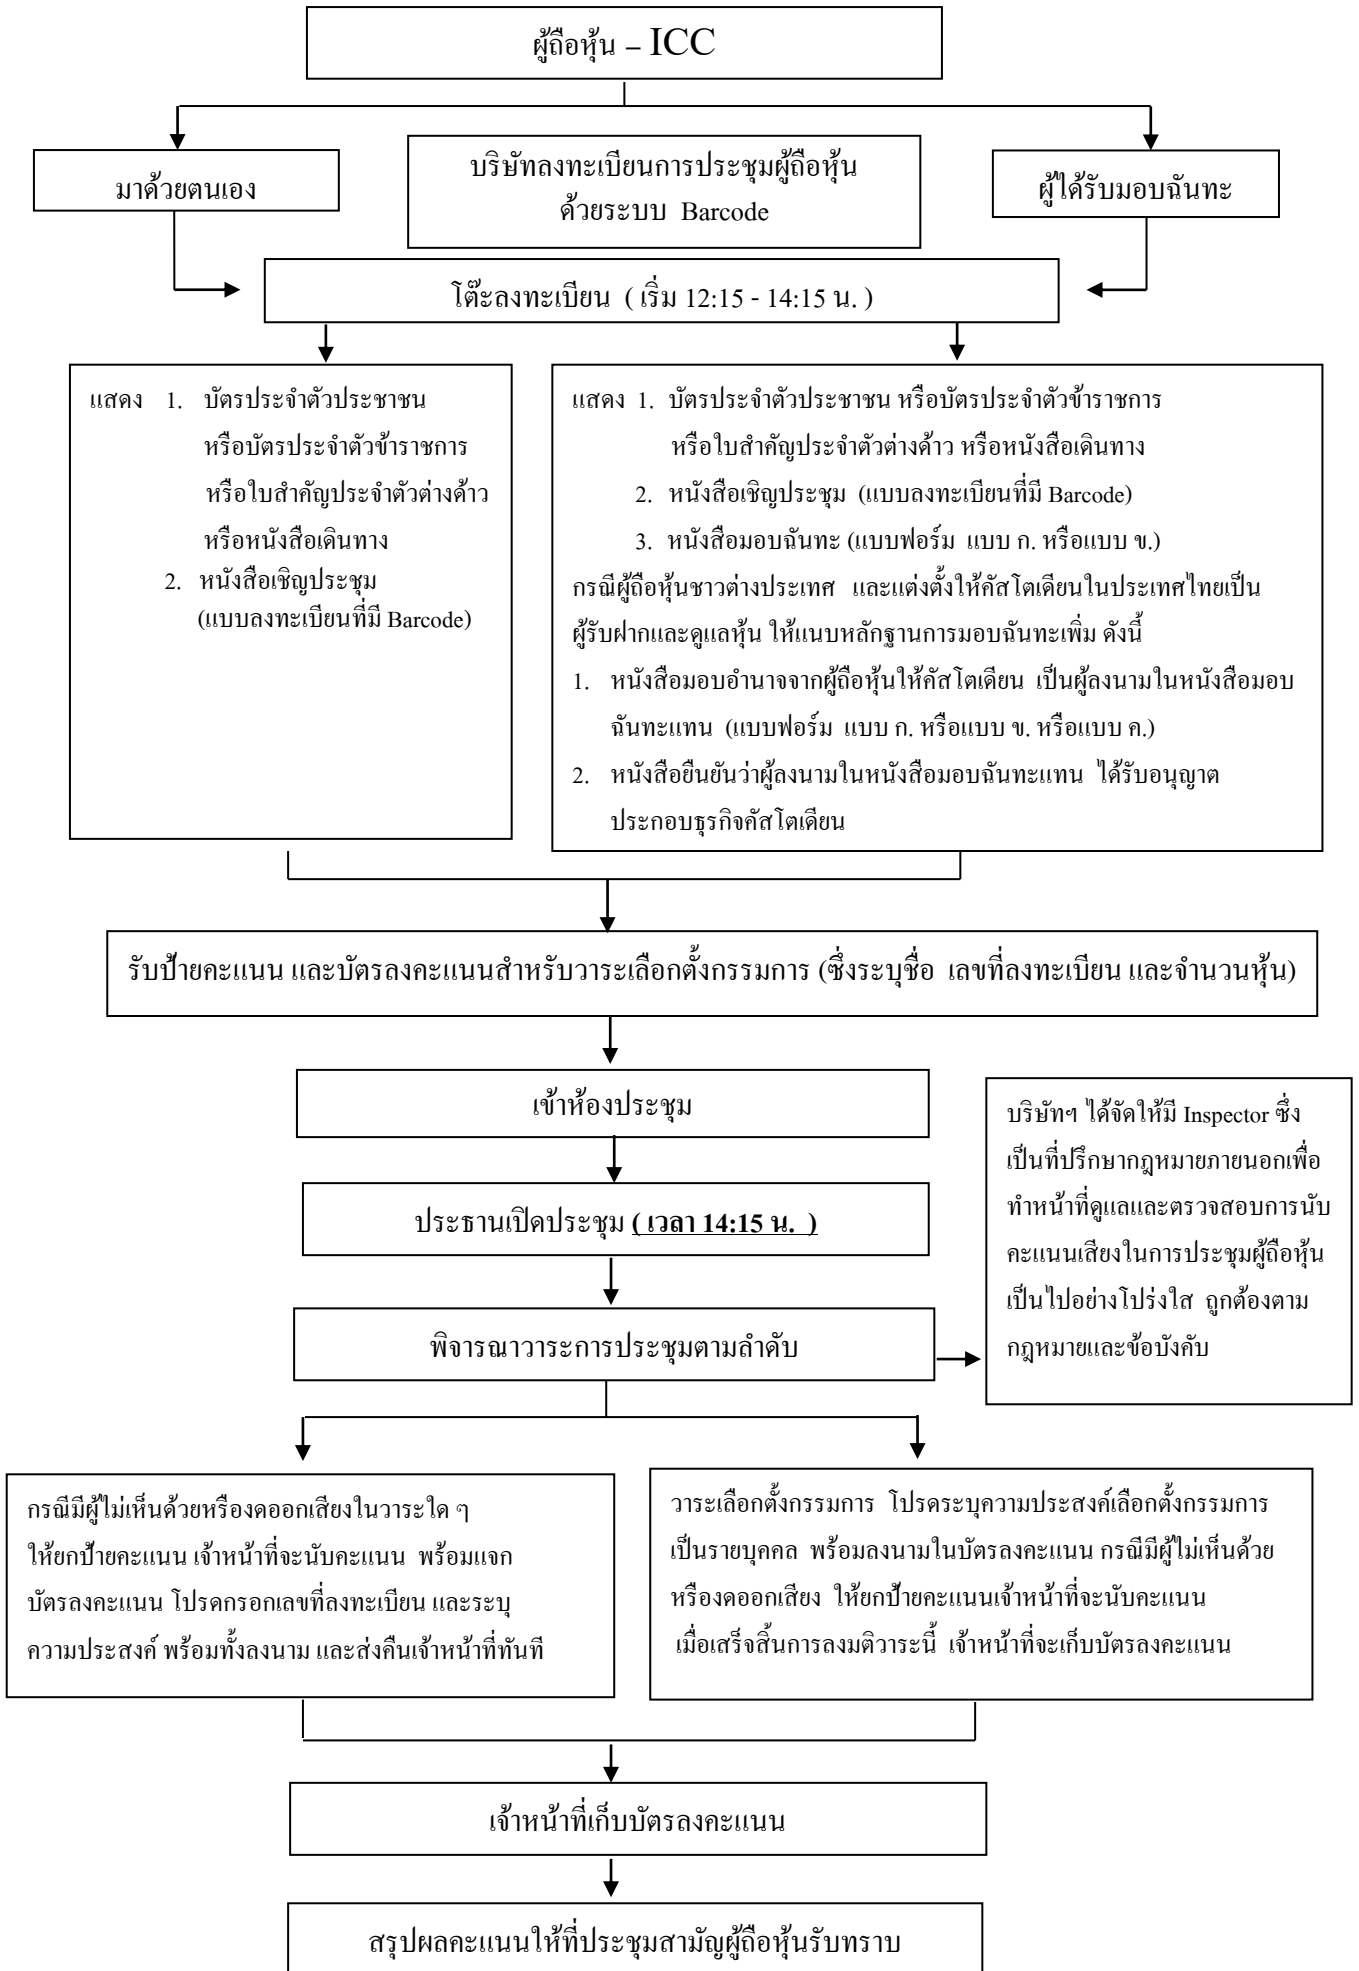 ผู้ถือหุ้น – ICC
มาด้วยตนเอง
บริษัทลงทะเบียนการประชุมผู้ถือหุ้น
ด้วยระบบ Barcode
ผู้ได้รับมอบฉันทะ
โต๊ะลงทะเบียน ( เริ่ม 12:15 - 14:15 น. )
แสดง 1. บัตรประจำตัวประชาชน
หรือบัตรประจำตัวข้าราชการ
หรือใบสำคัญประจำตัวต่างด้าว
หรือหนังสือเดินทาง
2. หนังสือเชิญประชุม
(แบบลงทะเบียนที่มี Barcode)
แสดง 1. บัตรประจำตัวประชาชน หรือบัตรประจำตัวข้าราชการ
หรือใบสำคัญประจำตัวต่างด้าว หรือหนังสือเดินทาง
2. หนังสือเชิญประชุม (แบบลงทะเบียนที่มี Barcode)
3. หนังสือมอบฉันทะ (แบบฟอร์ม แบบ ก. หรือแบบ ข.)
กรณีผู้ถือหุ้นชาวต่างประเทศ และแต่งตั้งให้คัสโตเดียนในประเทศไทยเป็น
ผู้รับฝากและดูแลหุ้น ให้แนบหลักฐานการมอบฉันทะเพิ่ม ดังนี้
1. หนังสือมอบอำนาจจากผู้ถือหุ้นให้คัสโตเดียน เป็นผู้ลงนามในหนังสือมอบ
ฉันทะแทน (แบบฟอร์ม แบบ ก. หรือแบบ ข. หรือแบบ ค.)
2. หนังสือยืนยันว่าผู้ลงนามในหนังสือมอบฉันทะแทน ได้รับอนุญาต
ประกอบธุรกิจคัสโตเดียน
รับป้ายคะแนน และบัตรลงคะแนนสำหรับวาระเลือกตั้งกรรมการ (ซึ่งระบุชื่อ เลขที่ลงทะเบียน และจำนวนหุ้น)
เข้าห้องประชุม
ประธานเปิดประชุม ( เวลา 14:15 น. )
พิจารณาวาระการประชุมตามลำดับ
บริษัทฯ ได้จัดให้มี Inspector ซึ่ง
เป็นที่ปรึกษากฎหมายภายนอกเพื่อ
ทำหน้าที่ดูแลและตรวจสอบการนับ
คะแนนเสียงในการประชุมผู้ถือหุ้น
เป็นไปอย่างโปร่งใส ถูกต้องตาม
กฎหมายและข้อบังคับ
กรณีมีผู้ไม่เห็นด้วยหรืองดออกเสียงในวาระใด ๆ
ให้ยกป้ายคะแนน เจ้าหน้าที่จะนับคะแนน พร้อมแจก
บัตรลงคะแนน โปรดกรอกเลขที่ลงทะเบียน และระบุ
ความประสงค์ พร้อมทั้งลงนาม และส่งคืนเจ้าหน้าที่ทันที
วาระเลือกตั้งกรรมการ โปรดระบุความประสงค์เลือกตั้งกรรมการ
เป็นรายบุคคล พร้อมลงนามในบัตรลงคะแนน กรณีมีผู้ไม่เห็นด้วย
หรืองดออกเสียง ให้ยกป้ายคะแนนเจ้าหน้าที่จะนับคะแนน
เมื่อเสร็จสิ้นการลงมติวาระนี้ เจ้าหน้าที่จะเก็บบัตรลงคะแนน
เจ้าหน้าที่เก็บบัตรลงคะแนน
สรุปผลคะแนนให้ที่ประชุมสามัญผู้ถือหุ้นรับทราบ